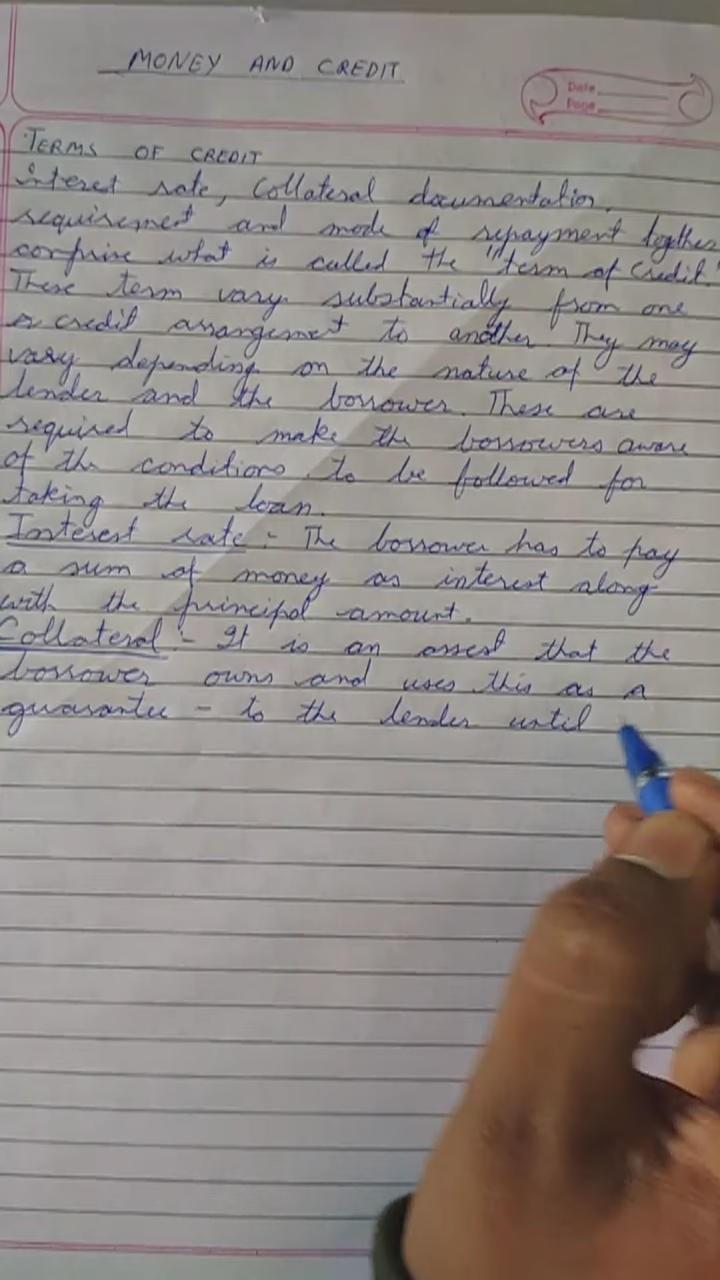 MONEY AND CREDIT
Date
Page
TERMS OF CREDIT
interest rate, Collateral documentation.
requirement and mode of repayment together
comprise what is called the "term of Credit."
These term vary substantially from one
a credit arrangement to another. They may
vary depending on the nature of the
lender and the borrower. These are
required to make the borrowers aware
of the conditions to be followed for
taking the loan.
Interest rate :- The borrower has to pay
a sum of money as interest along
with the principal amount.
Collateral :- It is an assest that the
borrower owns and uses this as a
guarantee - to the lender until